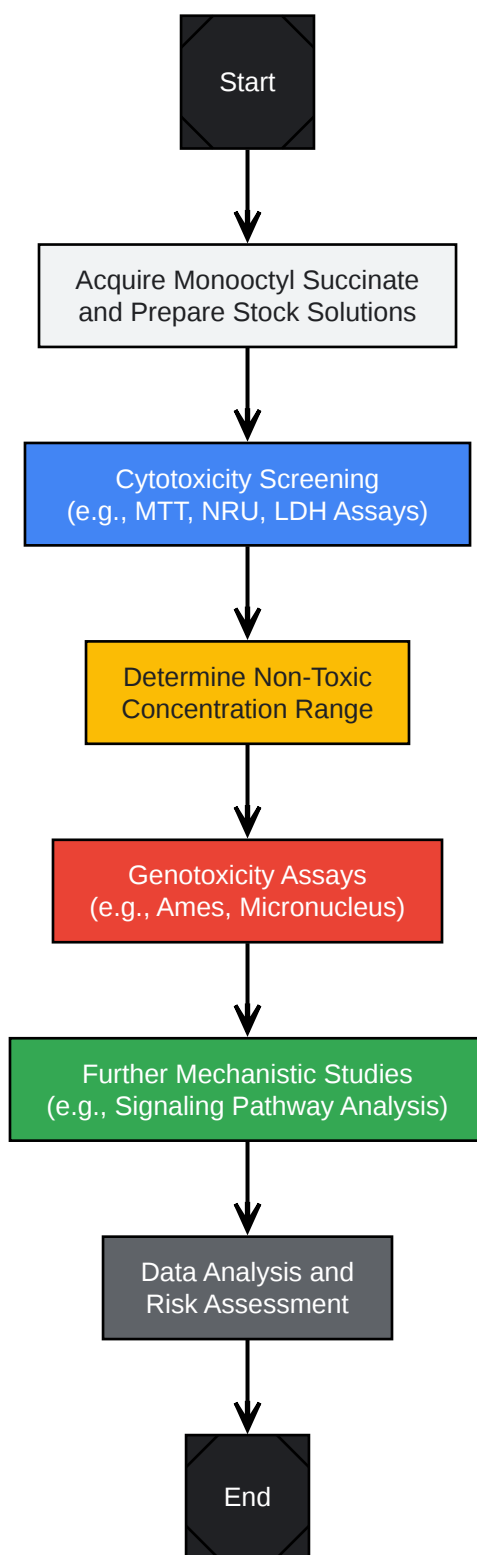 Start
Acquire Monooctyl Succinate
and Prepare Stock Solutions
Cytotoxicity Screening
(e.g., MTT, NRU, LDH Assays)
Determine Non-Toxic
Concentration Range
Genotoxicity Assays
(e.g., Ames, Micronucleus)
Further Mechanistic Studies
(e.g., Signaling Pathway Analysis)
Data Analysis and
Risk Assessment
End